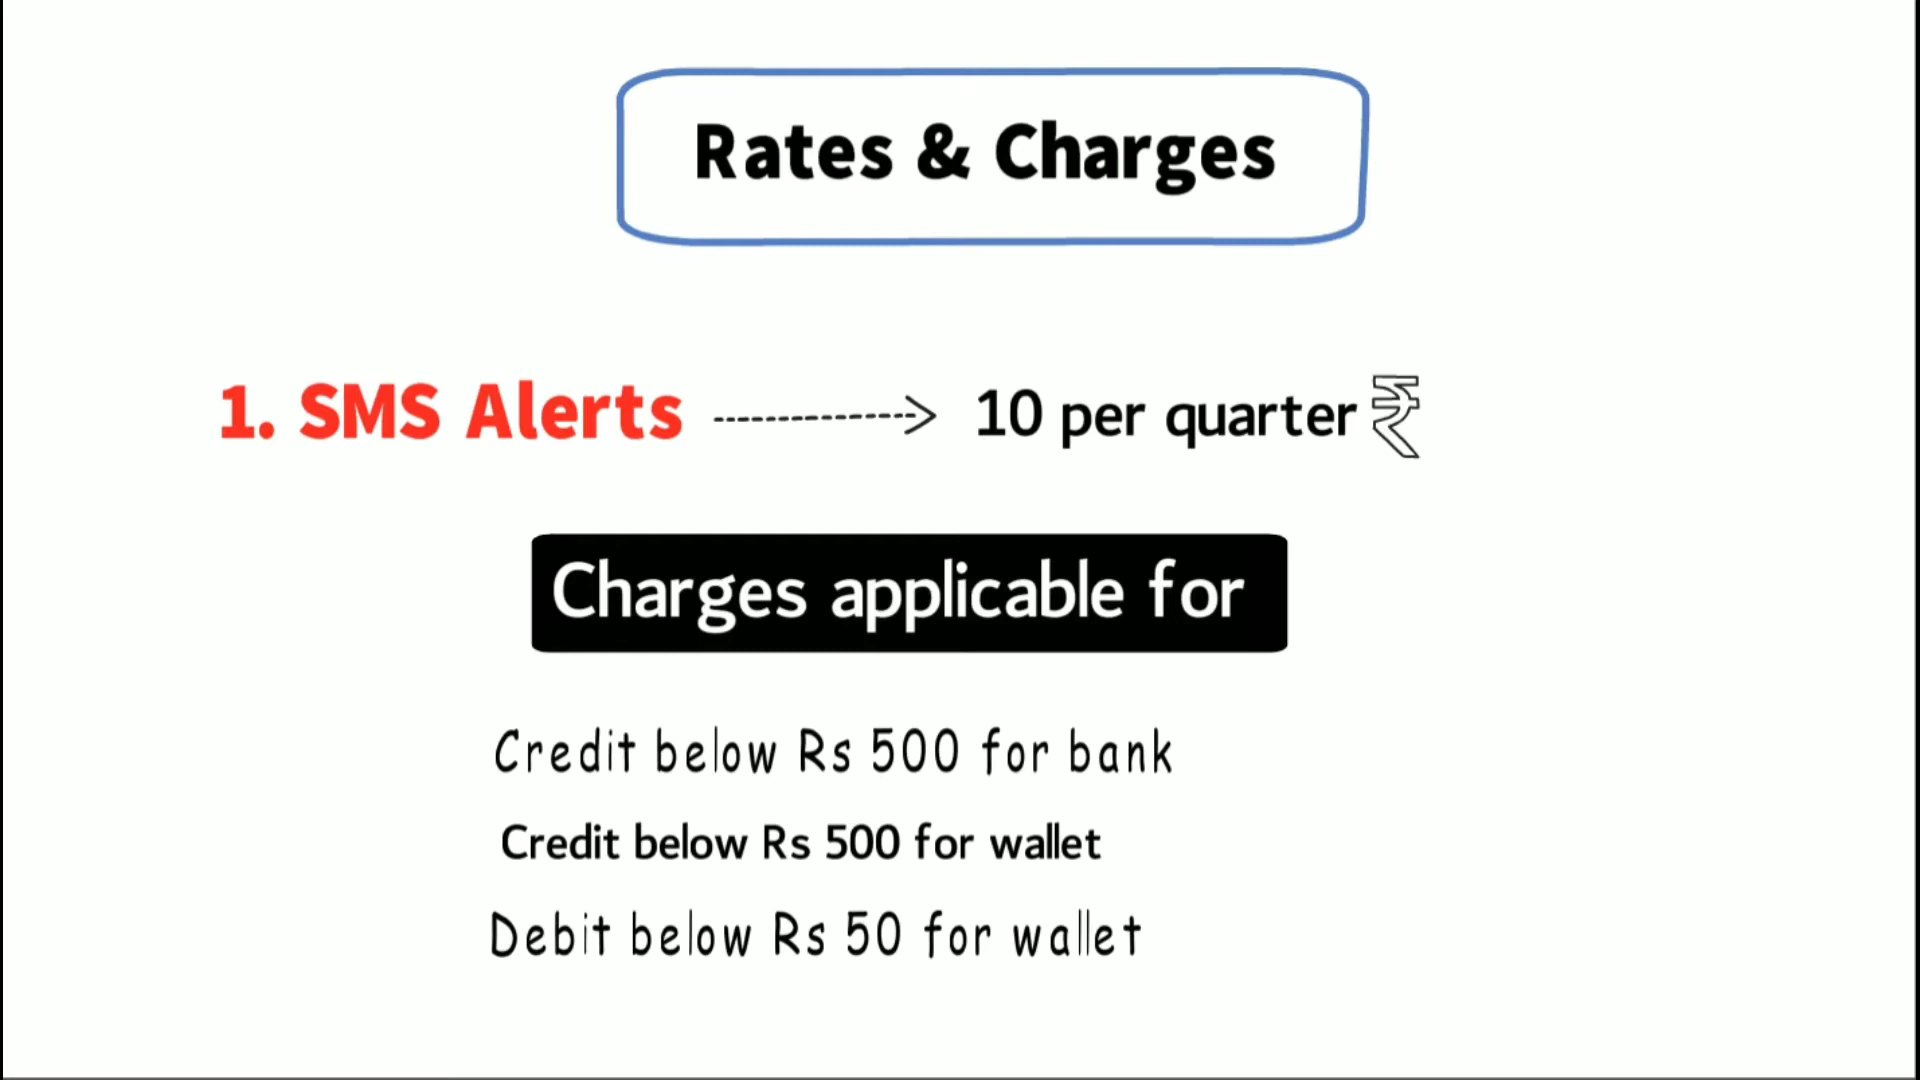 Rates & Charges
1. SMS Alerts 10 per quarter ₹
Charges applicable for
Credit below Rs 500 for bank
Credit below Rs 500 for wallet
Debit below Rs 50 for wallet